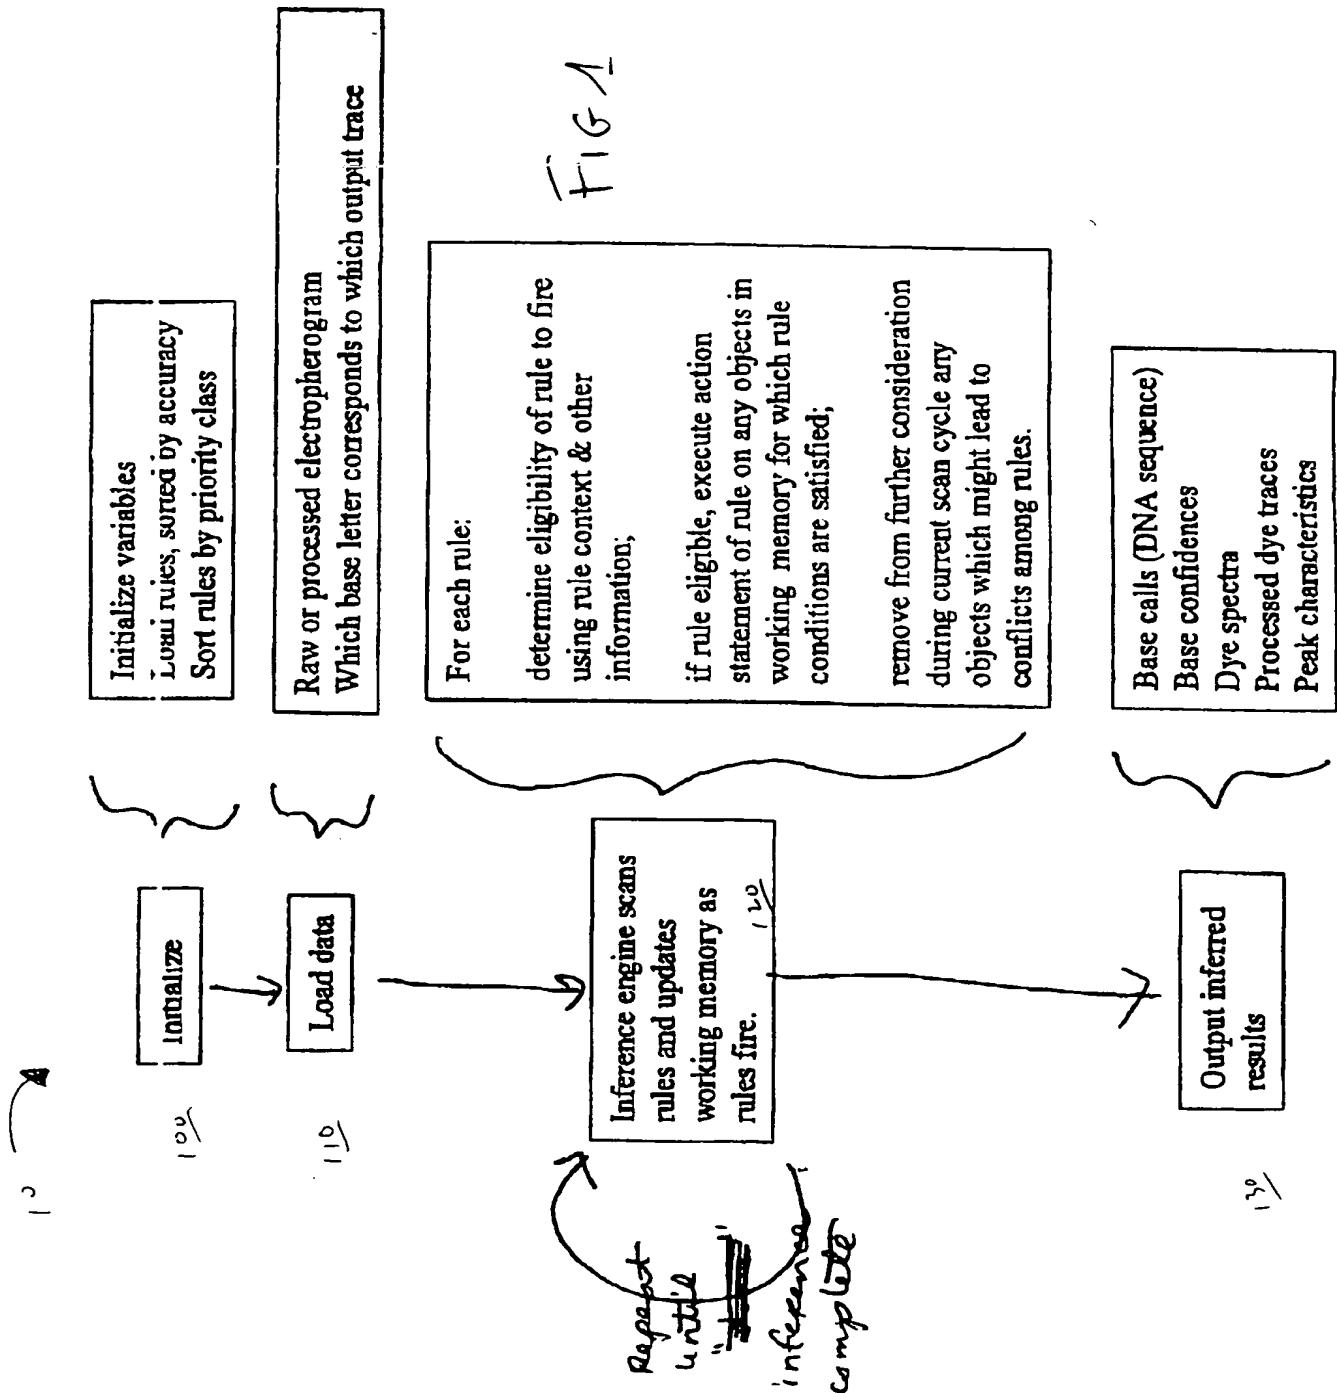 10
100
Initialize
Initialize variables
Load rules, sorted by accuracy
Sort rules by priority class
110
Load data
Raw or processed electropherogram
Which base letter corresponds to which output trace
Repeat
until
inference
complete
Inference engine scans
rules and updates
working memory as
rules fire.
120
For each rule:
determine eligibility of rule to fire
using rule context & other
information;
if rule eligible, execute action
statement of rule on any objects in
working memory for which rule
conditions are satisfied;
remove from further consideration
during current scan cycle any
objects which might lead to
conflicts among rules.
FIG 1
130
Output inferred
results
Base calls (DNA sequence)
Base confidences
Dye spectra
Processed dye traces
Peak characteristics